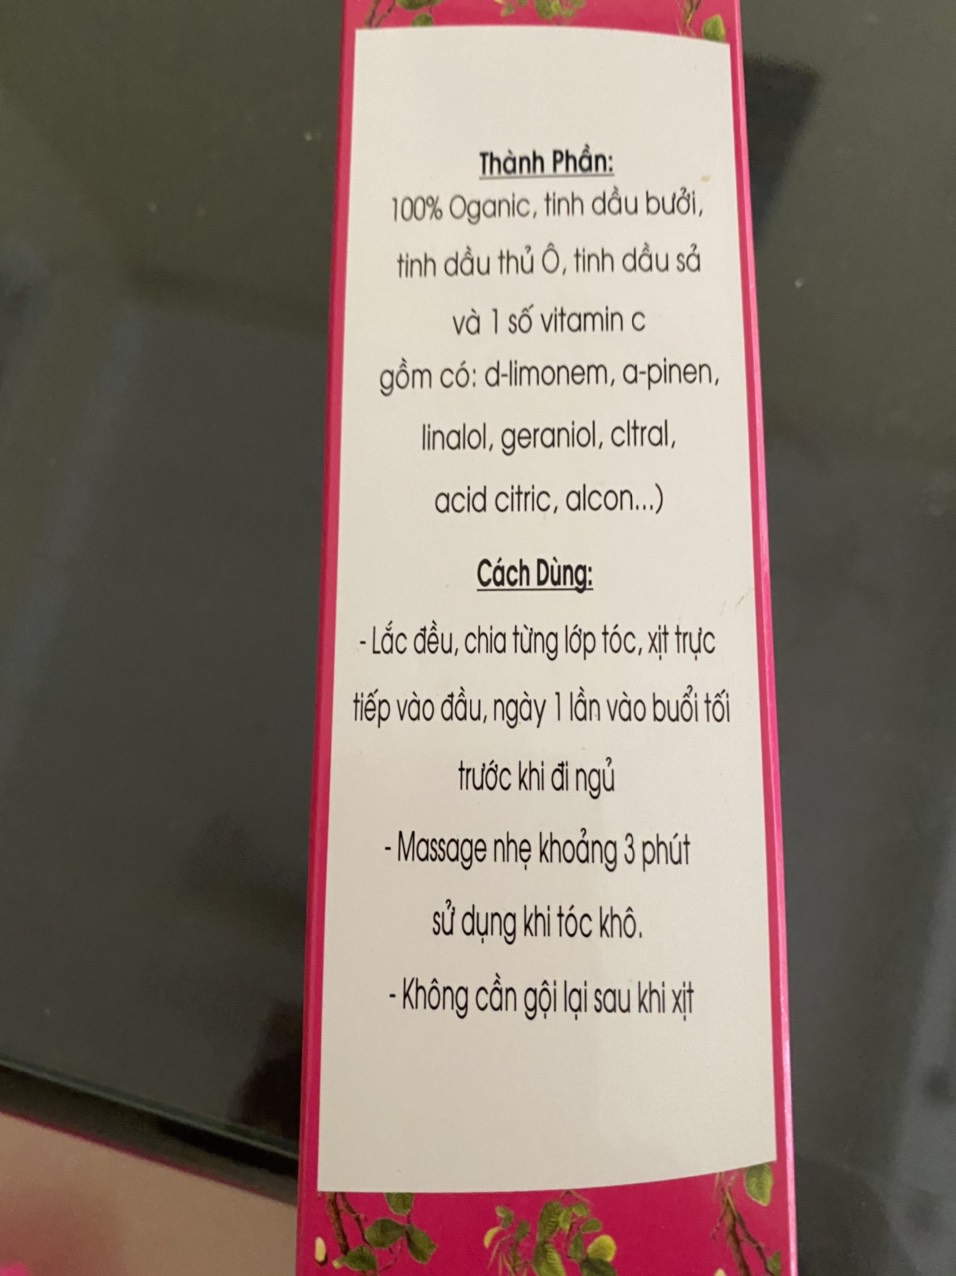 Thành Phần:
100% Oganic, tinh dầu bưởi,
tinh dầu thủ Ô, tinh dầu sả
và 1 số vitamin c
gồm có: d-limonem, a-pinen,
linalol, geraniol, cltral,
acid citric, alcon...)
Cách Dùng:
- Lắc đều, chia từng lớp tóc, xịt trực
tiếp vào đầu, ngày 1 lần vào buổi tối
trước khi đi ngủ
- Massage nhẹ khoảng 3 phút
sử dụng khi tóc khô.
- Không cần gội lại sau khi xịt